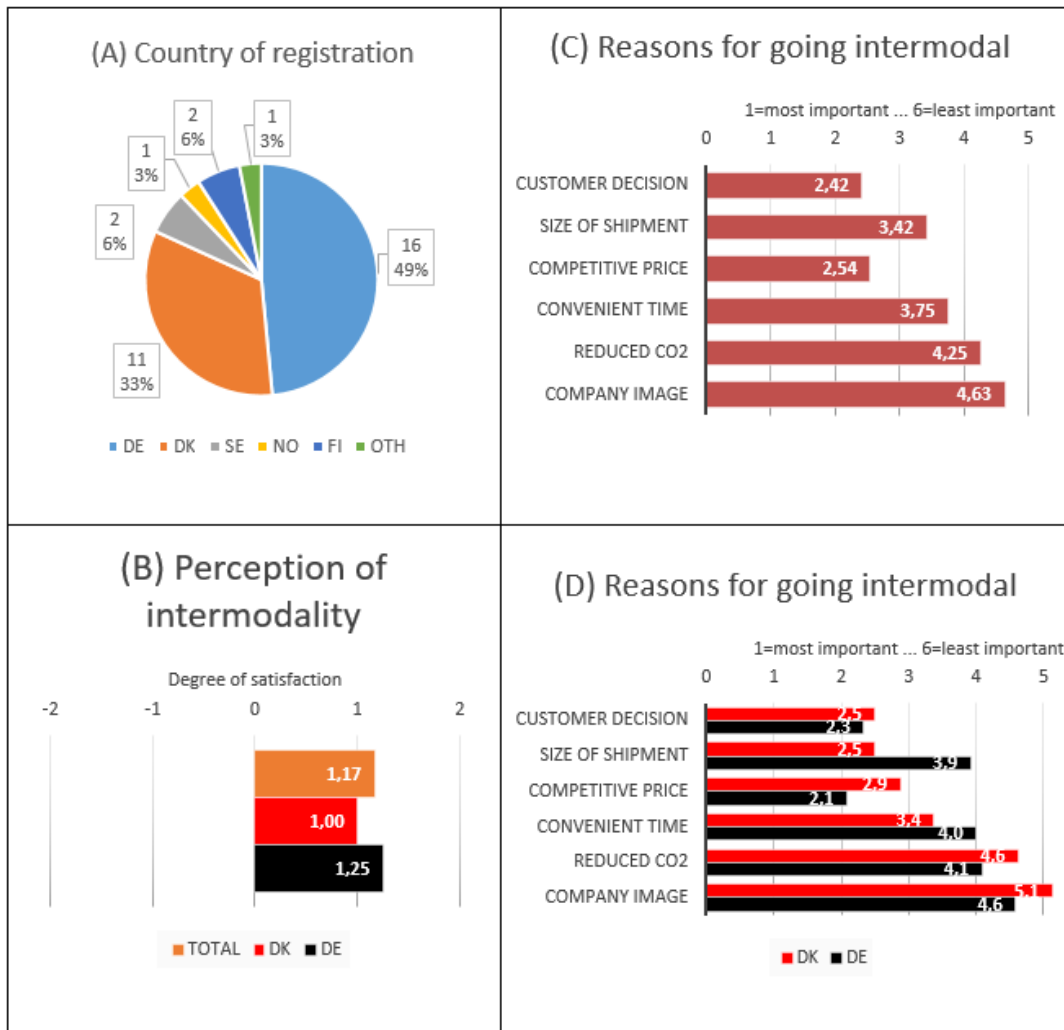 (A) Country of registration
2
6%
1
3%
1
3%
2
6%
16
49%
11
33%
DE DK SE NO FI OTH
(C) Reasons for going intermodal
1=most important ... 6=least important
0 1 2 3 4 5
CUSTOMER DECISION 2,42
SIZE OF SHIPMENT 3,42
COMPETITIVE PRICE 2,54
CONVENIENT TIME 3,75
REDUCED CO2 4,25
COMPANY IMAGE 4,63
(B) Perception of
intermodality
Degree of satisfaction
-2 -1 0 1 2
1,17
1,00
1,25
TOTAL DK DE
(D) Reasons for going intermodal
1=most important ... 6=least important
0 1 2 3 4 5
CUSTOMER DECISION 2,5
2,3
SIZE OF SHIPMENT 2,5
3,9
COMPETITIVE PRICE 2,9
2,1
CONVENIENT TIME 3,4
4,0
REDUCED CO2 4,6
4,1
COMPANY IMAGE 5,1
4,6
DK DE